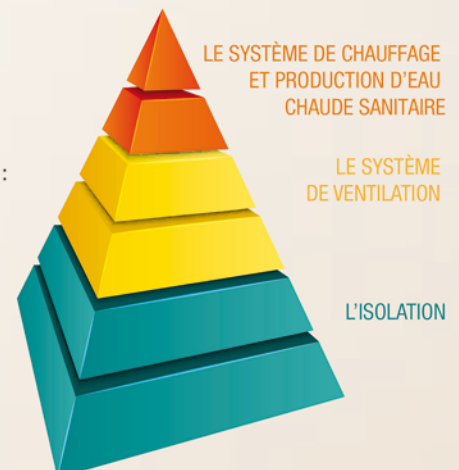 LE SYSTÈME DE CHAUFFAGE
ET PRODUCTION D'EAU
CHAUDE SANITAIRE
:
LE SYSTÈME
DE VENTILATION
L'ISOLATION